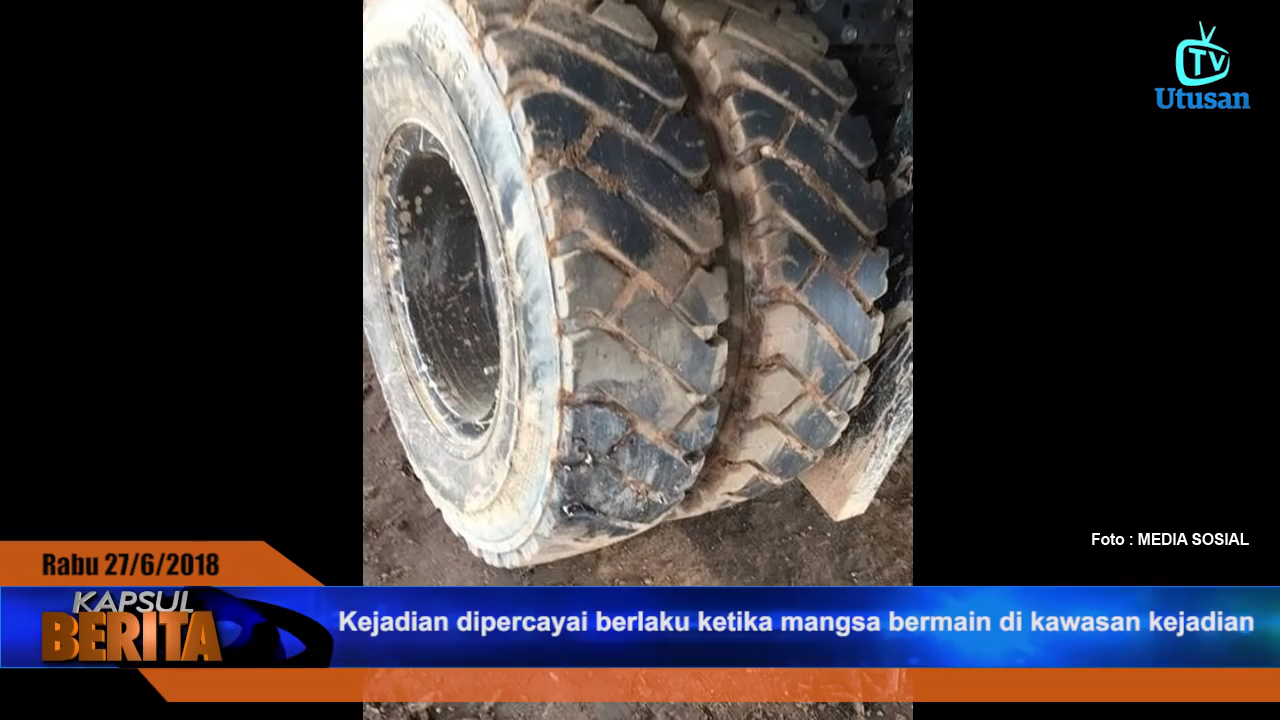 TV
Utusan
Foto : MEDIA SOSIAL
Rabu 27/6/2018
KAPSUL
BERITA
Kejadian dipercayai berlaku ketika mangsa bermain di kawasan kejadian